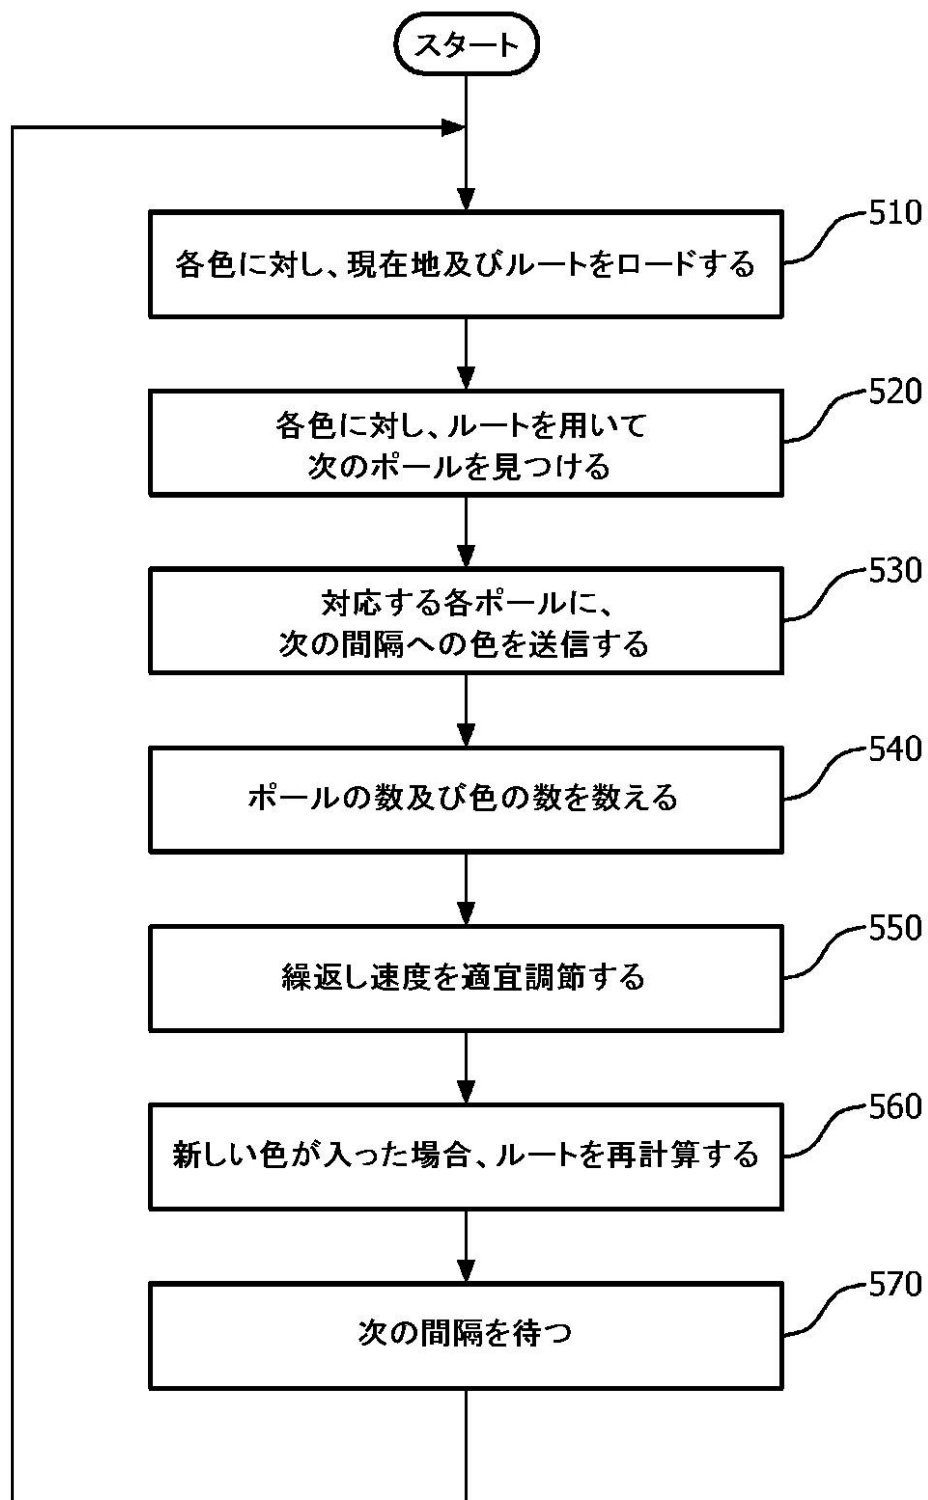 スタート
各色に対し、現在地及びルートをロードする
510
各色に対し、ルートを用いて
次のポールを見つける
520
対応する各ポールに、
次の間隔への色を送信する
530
ポールの数及び色の数を数える
540
繰返し速度を適宜調節する
550
新しい色が入った場合、ルートを再計算する
560
次の間隔を待つ
570